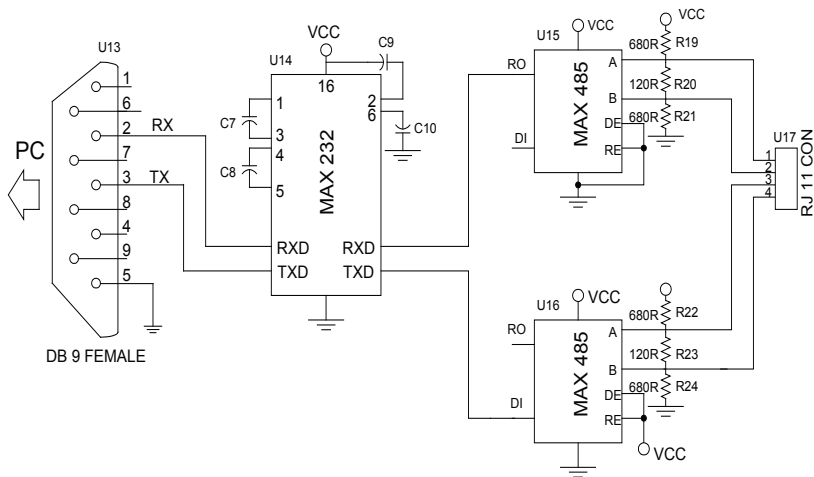 U13
1
6
2
7
3
8
4
9
5
RX
TX
PC
DB 9 FEMALE
U14
VCC
C9
16
1
3
4
5
2
6
C7
C8
C10
MAX 232
RXD
TXD
RXD
TXD
U15
VCC
RO
DI
MAX 485
A
B
DE
RE
VCC
680R R19
120R R20
680R R21
U17
1
2
3
4
RJ 11 CON
U16
VCC
RO
DI
MAX 485
A
B
DE
RE
680R R22
120R R23
680R R24
VCC